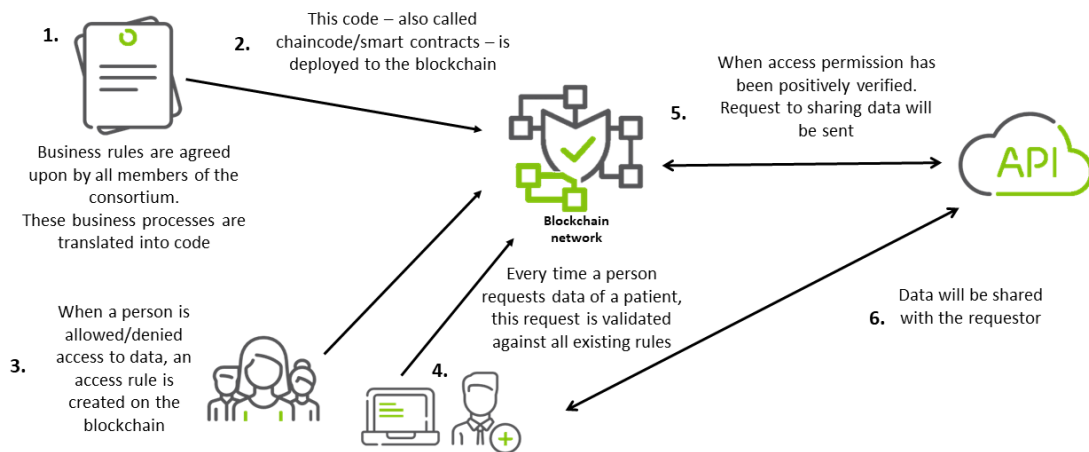 1.
Business rules are agreed
upon by all members of the
consortium.
These business processes are
translated into code
2.
This code – also called
chaincode/smart contracts – is
deployed to the blockchain
3.
When a person is
allowed/denied
access to data, an
access rule is
created on the
blockchain
Blockchain
network
4.
Every time a person
requests data of a patient,
this request is validated
against all existing rules
5.
When access permission has
been positively verified.
Request to sharing data will
be sent
API
6.
Data will be shared
with the requestor